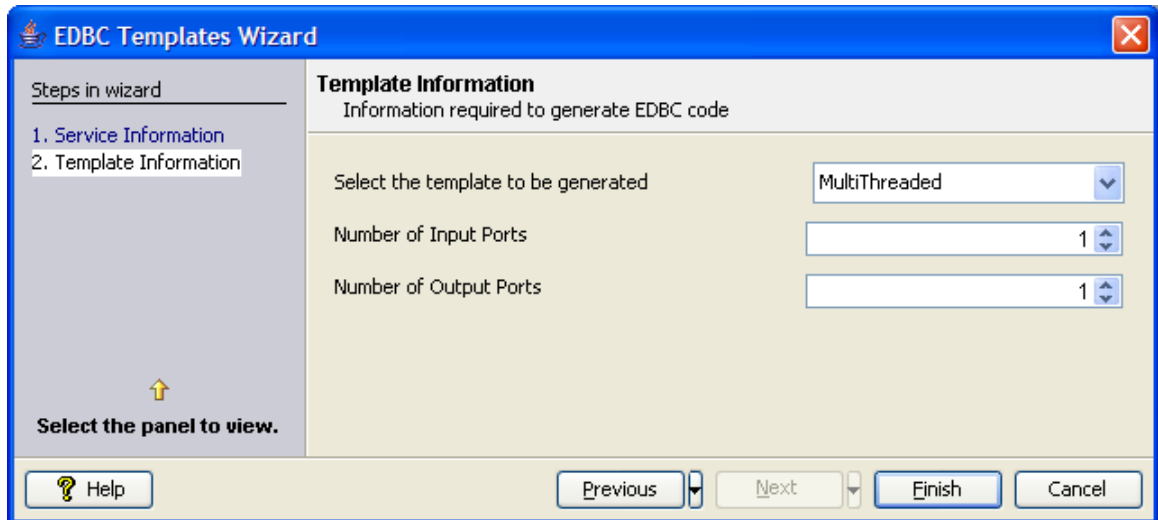 EDBC Templates Wizard
Steps in wizard
1. Service Information
2. Template Information
Select the panel to view.
Template Information
Information required to generate EDBC code
Select the template to be generated
MultiThreaded
Number of Input Ports
1
Number of Output Ports
1
Help
Previous
Next
Finish
Cancel